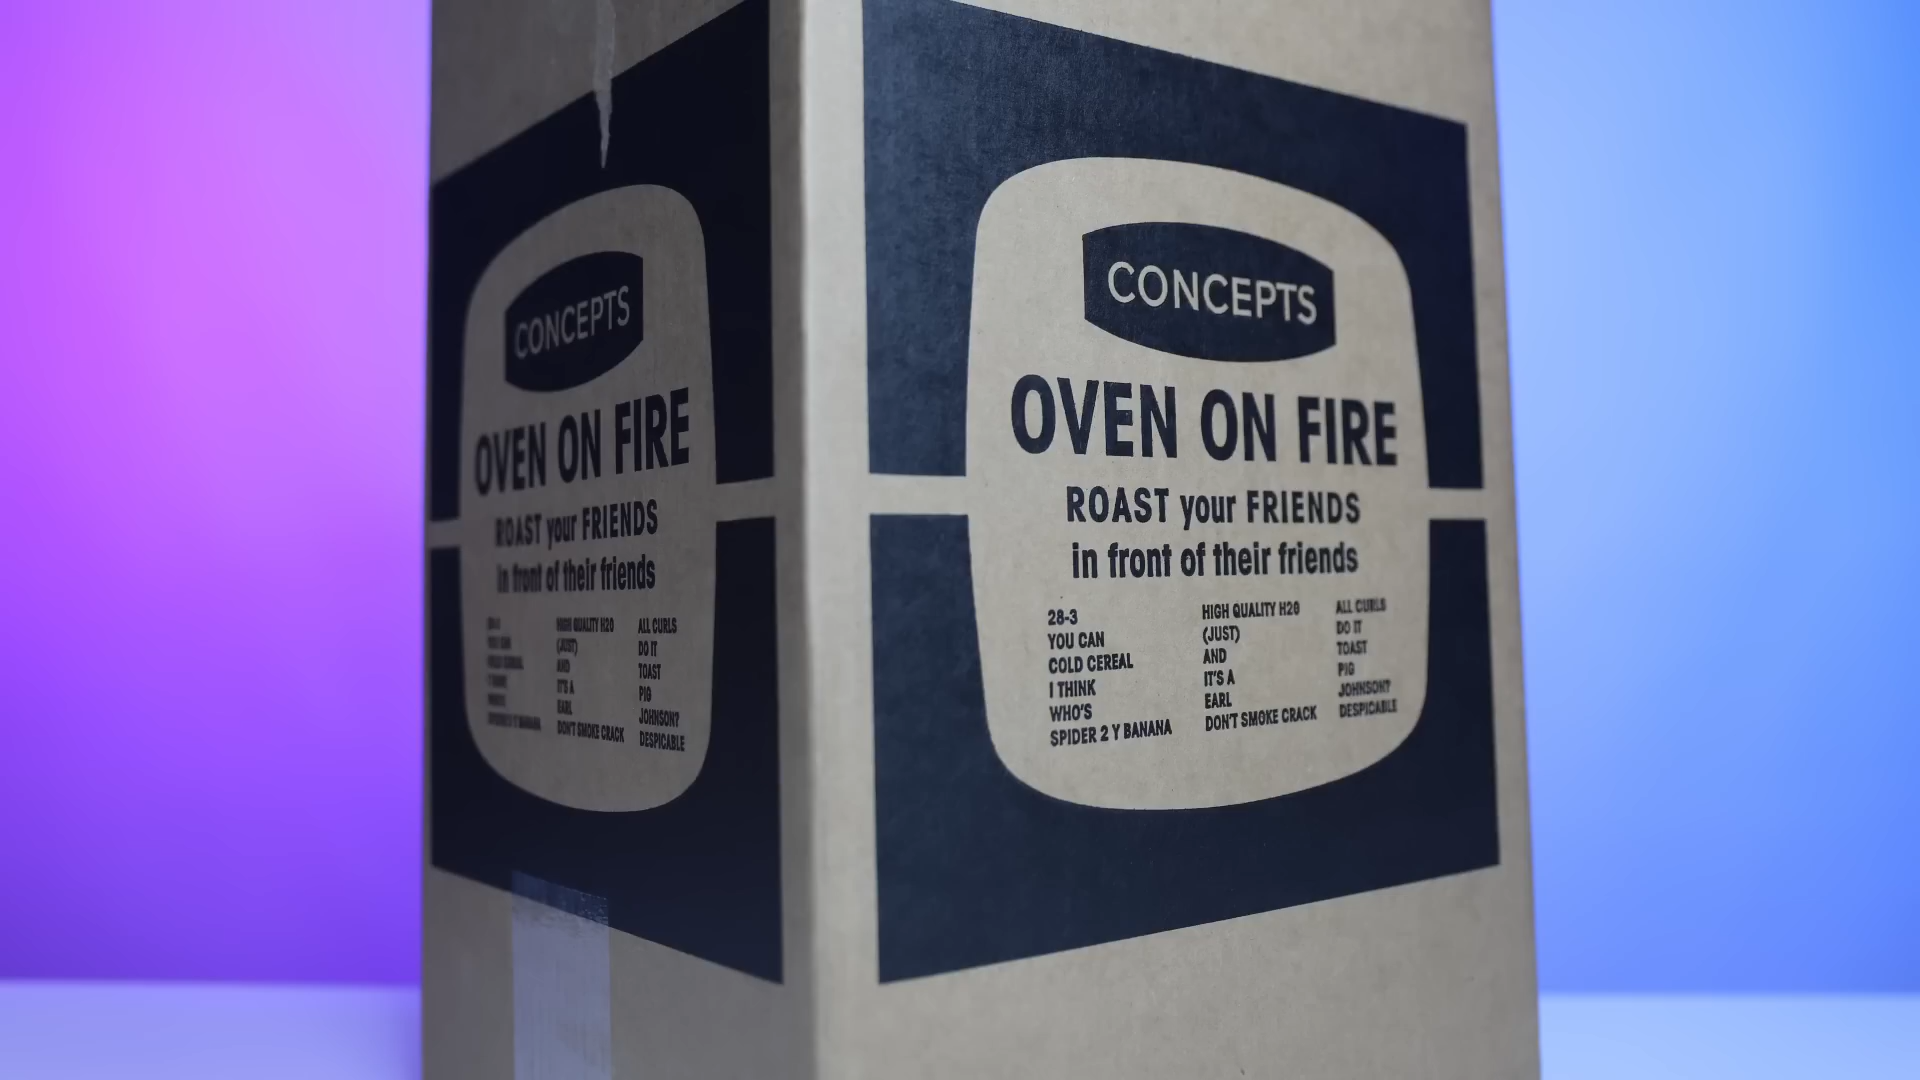 CONCEPTS
OVEN ON FIRE
ROAST your FRIENDS
in front of their friends
HIGH QUALITY H20
(JUST)
AND
IT'S A
EARL
DON'T SMOKE CRACK
ALL CURLS
DO IT
TOAST
PIG
JOHNSON?
DESPICABLE
CONCEPTS
OVEN ON FIRE
ROAST your FRIENDS
in front of their friends
28-3
YOU CAN
COLD CEREAL
I THINK
WHO'S
SPIDER 2 Y BANANA
HIGH QUALITY H20
(JUST)
AND
IT'S A
EARL
DON'T SMOKE CRACK
ALL CURLS
DO IT
TOAST
PIG
JOHNSON?
DESPICABLE